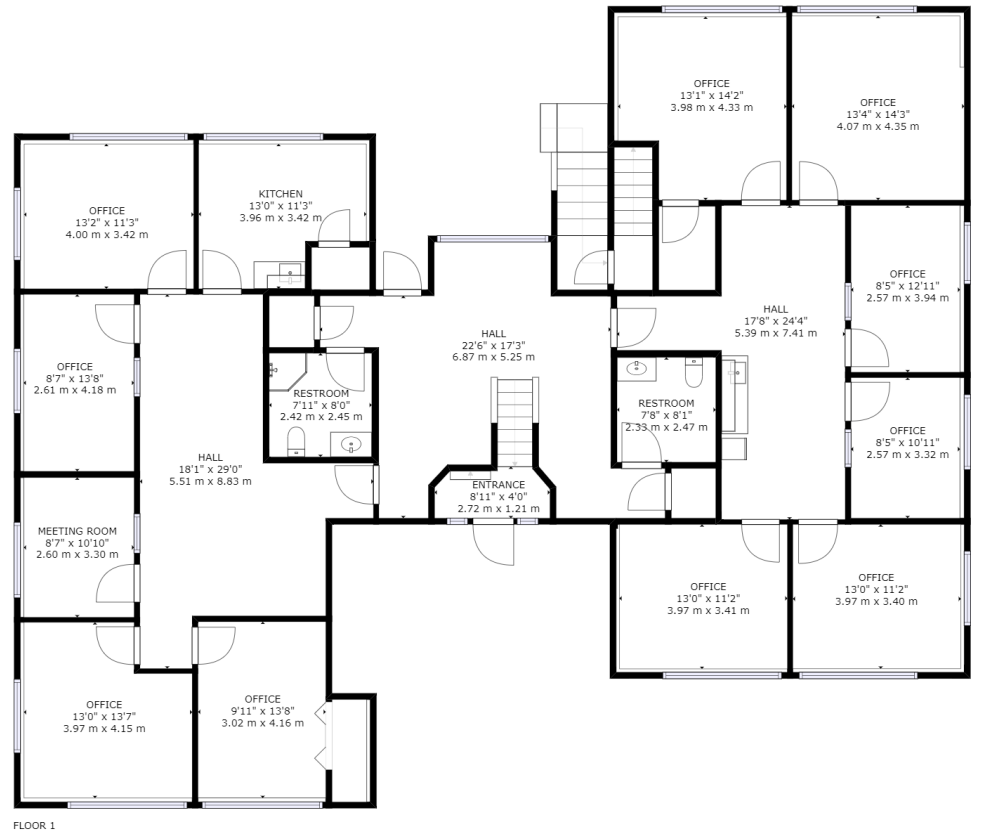 OFFICE
13'1" x 14'2"
3.98 m x 4.33 m
OFFICE
13'4" x 14'3"
4.07 m x 4.35 m
OFFICE
13'2" x 11'3"
4.00 m x 3.42 m
KITCHEN
13'0" x 11'3"
3.96 m x 3.42 m
OFFICE
8'5" x 12'11"
2.57 m x 3.94 m
HALL
17'8" x 24'4"
5.39 m x 7.41 m
HALL
22'6" x 17'3"
6.87 m x 5.25 m
OFFICE
8'7" x 13'8"
2.61 m x 4.18 m
RESTROOM
7'11" x 8'0"
2.42 m x 2.45 m
RESTROOM
7'8" x 8'1"
2.33 m x 2.47 m
OFFICE
8'5" x 10'11"
2.57 m x 3.32 m
HALL
18'1" x 29'0"
5.51 m x 8.83 m
ENTRANCE
8'11" x 4'0"
2.72 m x 1.21 m
MEETING ROOM
8'7" x 10'10"
2.60 m x 3.30 m
OFFICE
13'0" x 11'2"
3.97 m x 3.41 m
OFFICE
13'0" x 11'2"
3.97 m x 3.40 m
OFFICE
13'0" x 13'7"
3.97 m x 4.15 m
OFFICE
9'11" x 13'8"
3.02 m x 4.16 m
FLOOR 1